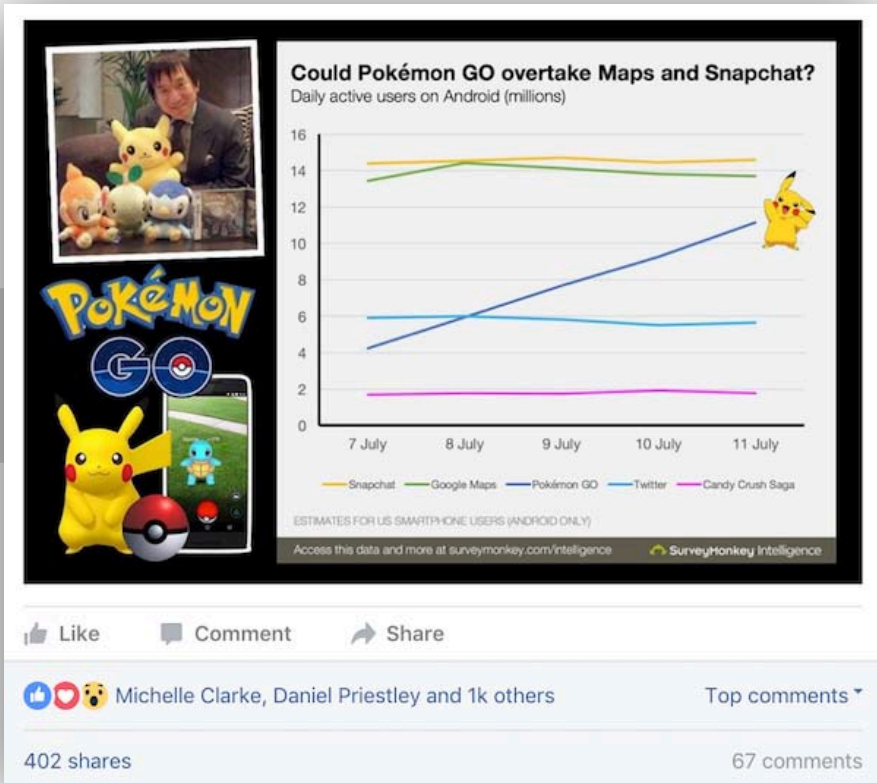 Could Pokémon GO overtake Maps and Snapchat?
Daily active users on Android (millions)
16
14
12
10
8
6
4
2
0
7 July 8 July 9 July 10 July 11 July
Snapchat Google Maps Pokémon GO Twitter Candy Crush Saga
ESTIMATES FOR US SMARTPHONE USERS (ANDROID ONLY)
Access this data and more at surveymonkey.com/intelligence SurveyMonkey Intelligence
POKéMON
GO
Like Comment Share
Michelle Clarke, Daniel Priestley and 1k others Top comments
402 shares 67 comments